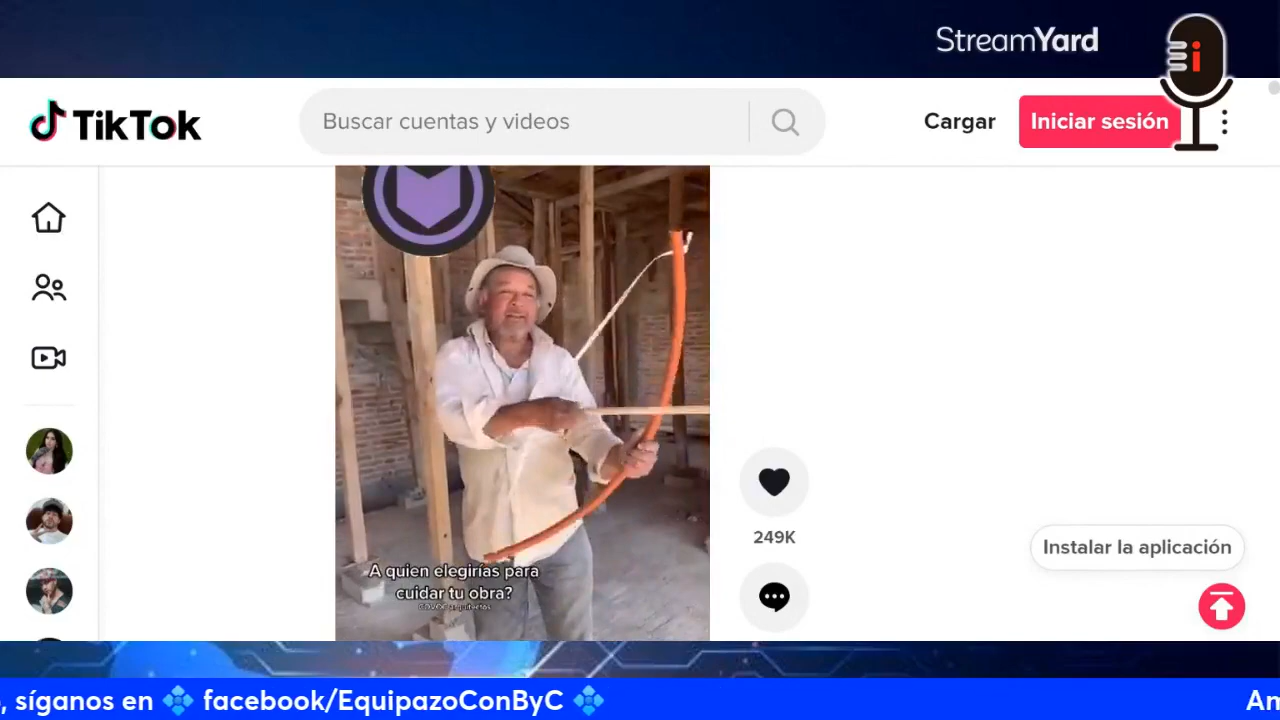 StreamYard
i
TikTok
Buscar cuentas y videos
Cargar
Iniciar sesión
249K
A quien elegirías para
cuidar tu obra?
Instalar la aplicación
, síganos en facebook/EquipazoConByC
An